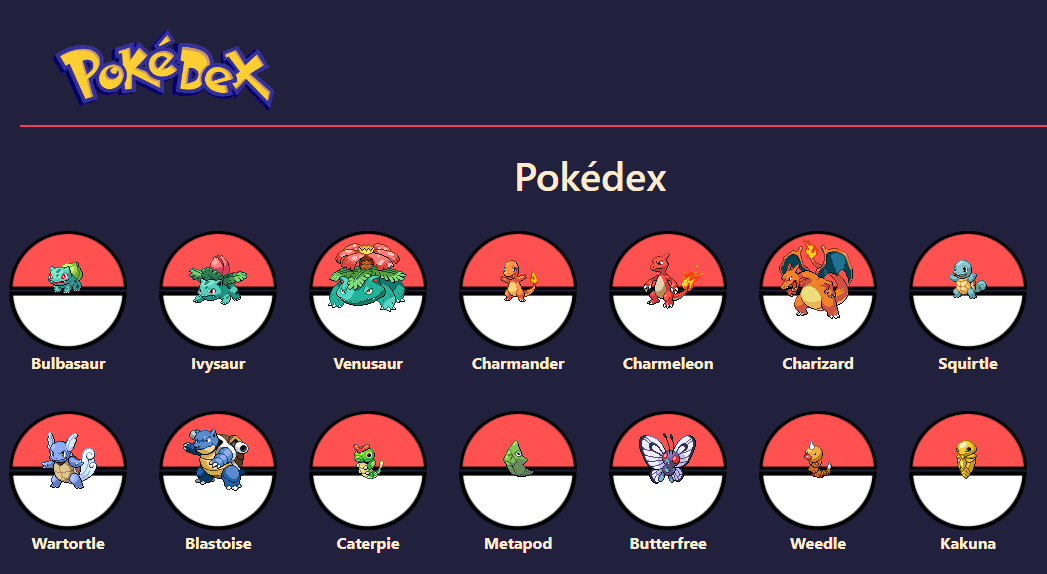 PoKéDex
Pokédex
Bulbasaur Ivysaur Venusaur Charmander Charmeleon Charizard Squirtle
Wartortle Blastoise Caterpie Metapod Butterfree Weedle Kakuna